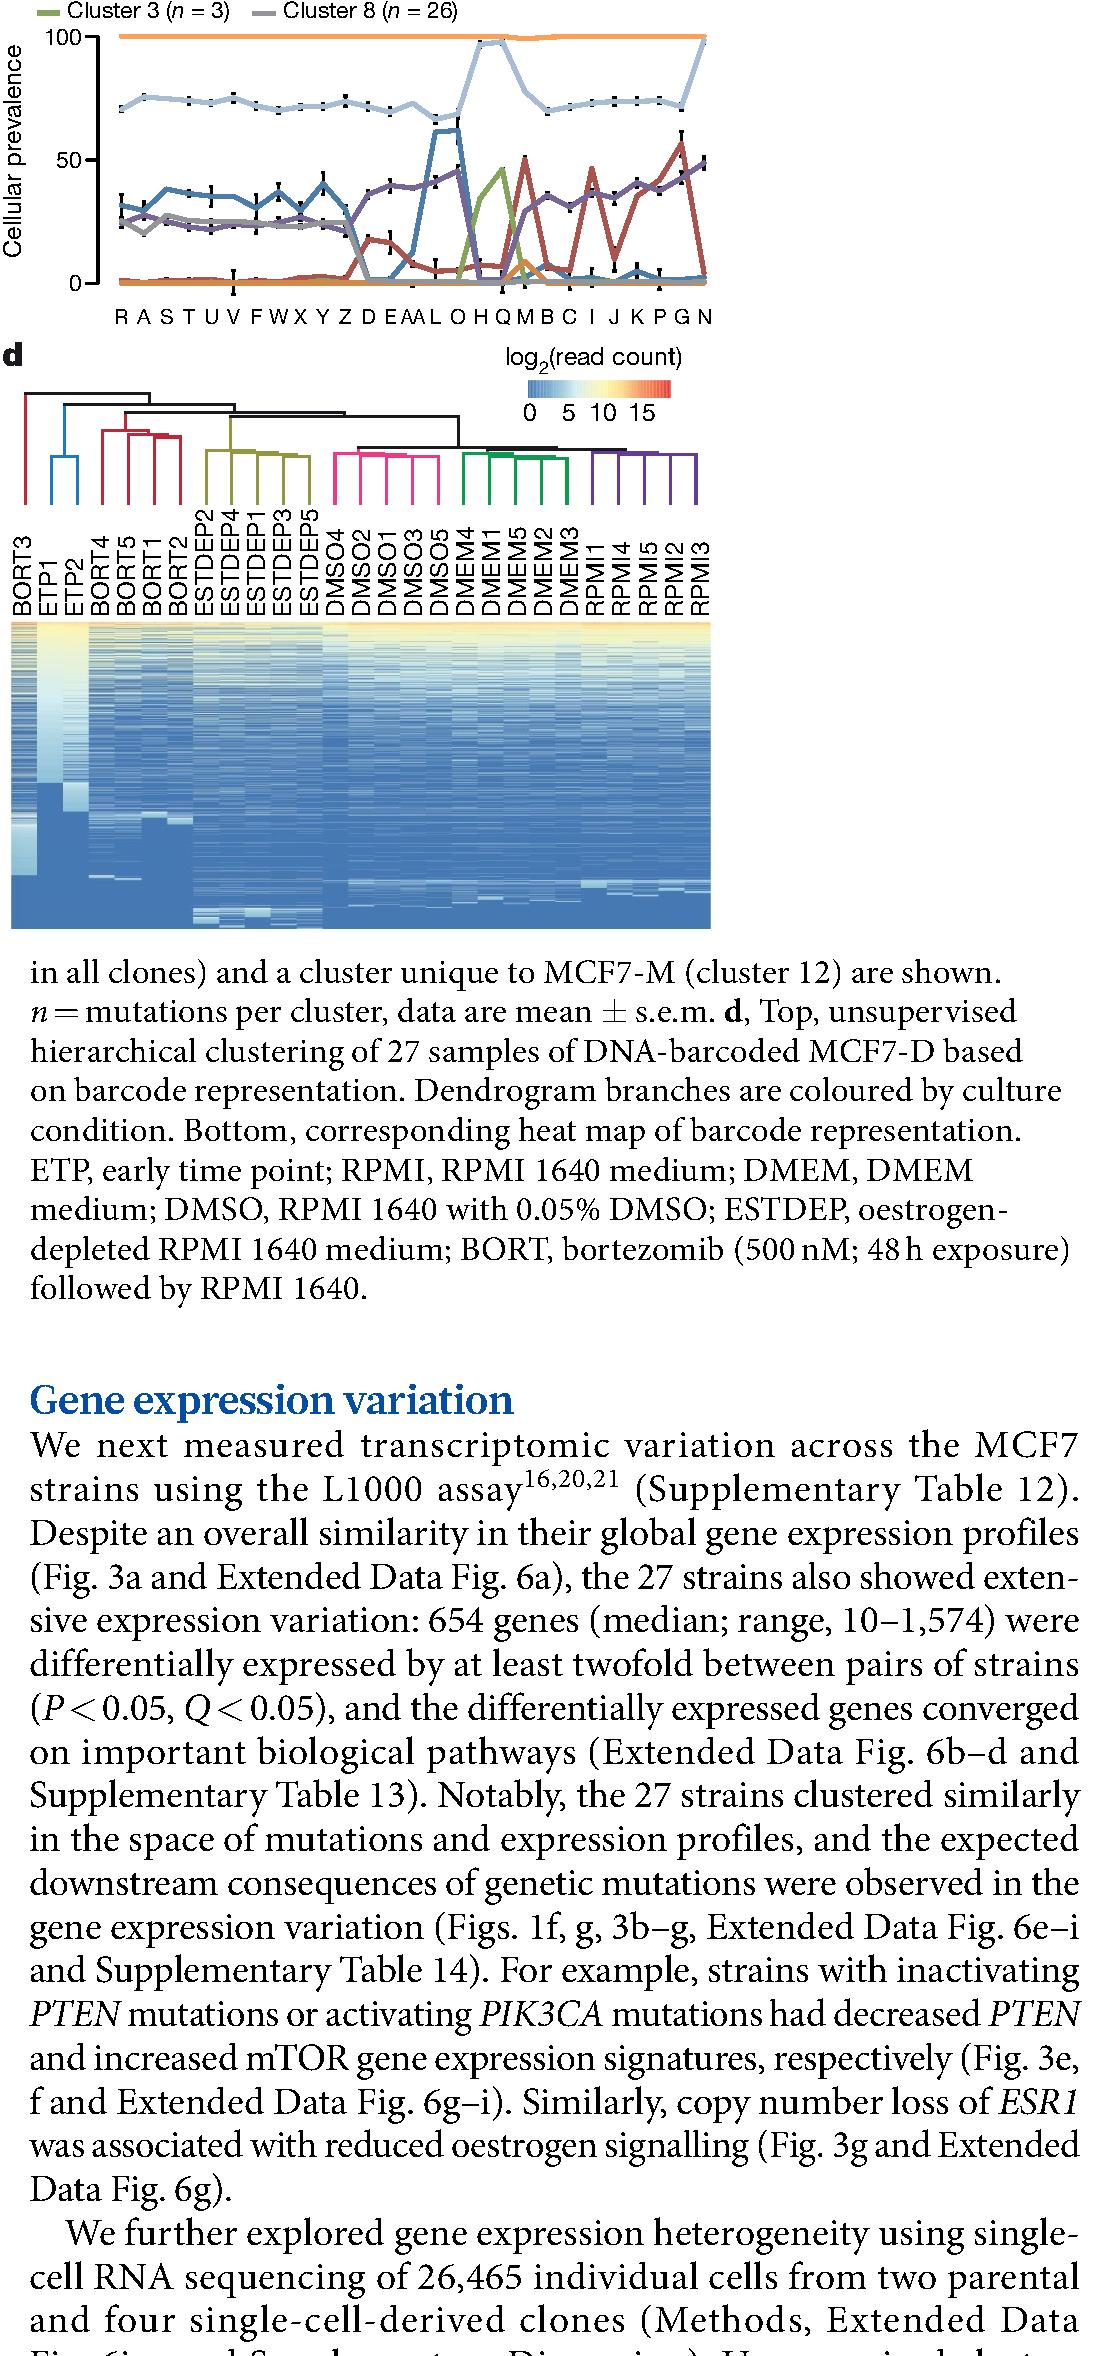 Cluster 3 (n = 3) Cluster 8 (n = 26)
100
50
0
Cellular prevalence
R A S T U V F W X Y Z D E AA L O H Q M B C I J K P G N
d
log2(read count)
0 5 10 15
BORT3 ETP1 ETP2 BORT4 BORT5 BORT1 BORT2 ESTDEP2 ESTDEP4 ESTDEP1 ESTDEP3 ESTDEP5 DMSO4 DMSO2 DMSO1 DMSO3 DMSO5 DMEM4 DMEM1 DMEM5 DMEM2 DMEM3 RPMI1 RPMI4 RPMI5 RPMI2 RPMI3
in all clones) and a cluster unique to MCF7-M (cluster 12) are shown.
n = mutations per cluster, data are mean ± s.e.m. d, Top, unsupervised
hierarchical clustering of 27 samples of DNA-barcoded MCF7-D based
on barcode representation. Dendrogram branches are coloured by culture
condition. Bottom, corresponding heat map of barcode representation.
ETP, early time point; RPMI, RPMI 1640 medium; DMEM, DMEM
medium; DMSO, RPMI 1640 with 0.05% DMSO; ESTDEP, oestrogen-
depleted RPMI 1640 medium; BORT, bortezomib (500 nM; 48 h exposure)
followed by RPMI 1640.
Gene expression variation
We next measured transcriptomic variation across the MCF7
strains using the L1000 assay16,20,21 (Supplementary Table 12).
Despite an overall similarity in their global gene expression profiles
(Fig. 3a and Extended Data Fig. 6a), the 27 strains also showed exten-
sive expression variation: 654 genes (median; range, 10–1,574) were
differentially expressed by at least twofold between pairs of strains
(P < 0.05, Q < 0.05), and the differentially expressed genes converged
on important biological pathways (Extended Data Fig. 6b–d and
Supplementary Table 13). Notably, the 27 strains clustered similarly
in the space of mutations and expression profiles, and the expected
downstream consequences of genetic mutations were observed in the
gene expression variation (Figs. 1f, g, 3b–g, Extended Data Fig. 6e–i
and Supplementary Table 14). For example, strains with inactivating
PTEN mutations or activating PIK3CA mutations had decreased PTEN
and increased mTOR gene expression signatures, respectively (Fig. 3e,
f and Extended Data Fig. 6g–i). Similarly, copy number loss of ESR1
was associated with reduced oestrogen signalling (Fig. 3g and Extended
Data Fig. 6g).
We further explored gene expression heterogeneity using single-
cell RNA sequencing of 26,465 individual cells from two parental
and four single-cell-derived clones (Methods, Extended Data